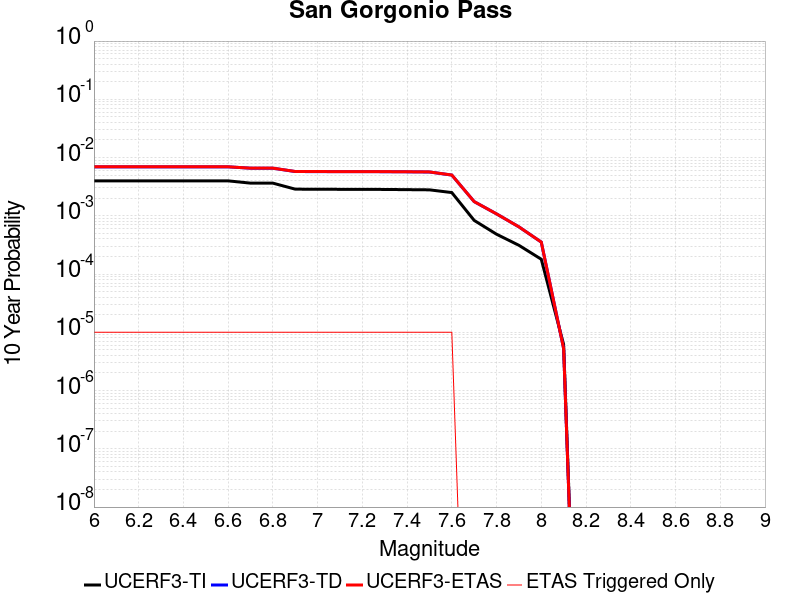 San Gorgonio Pass
10^0
10^-1
10^-2
10^-3
10^-4
10^-5
10^-6
10^-7
10^-8
10 Year Probability
6 6.2 6.4 6.6 6.8 7 7.2 7.4 7.6 7.8 8 8.2 8.4 8.6 8.8 9
Magnitude
UCERF3-TI UCERF3-TD UCERF3-ETAS ETAS Triggered Only